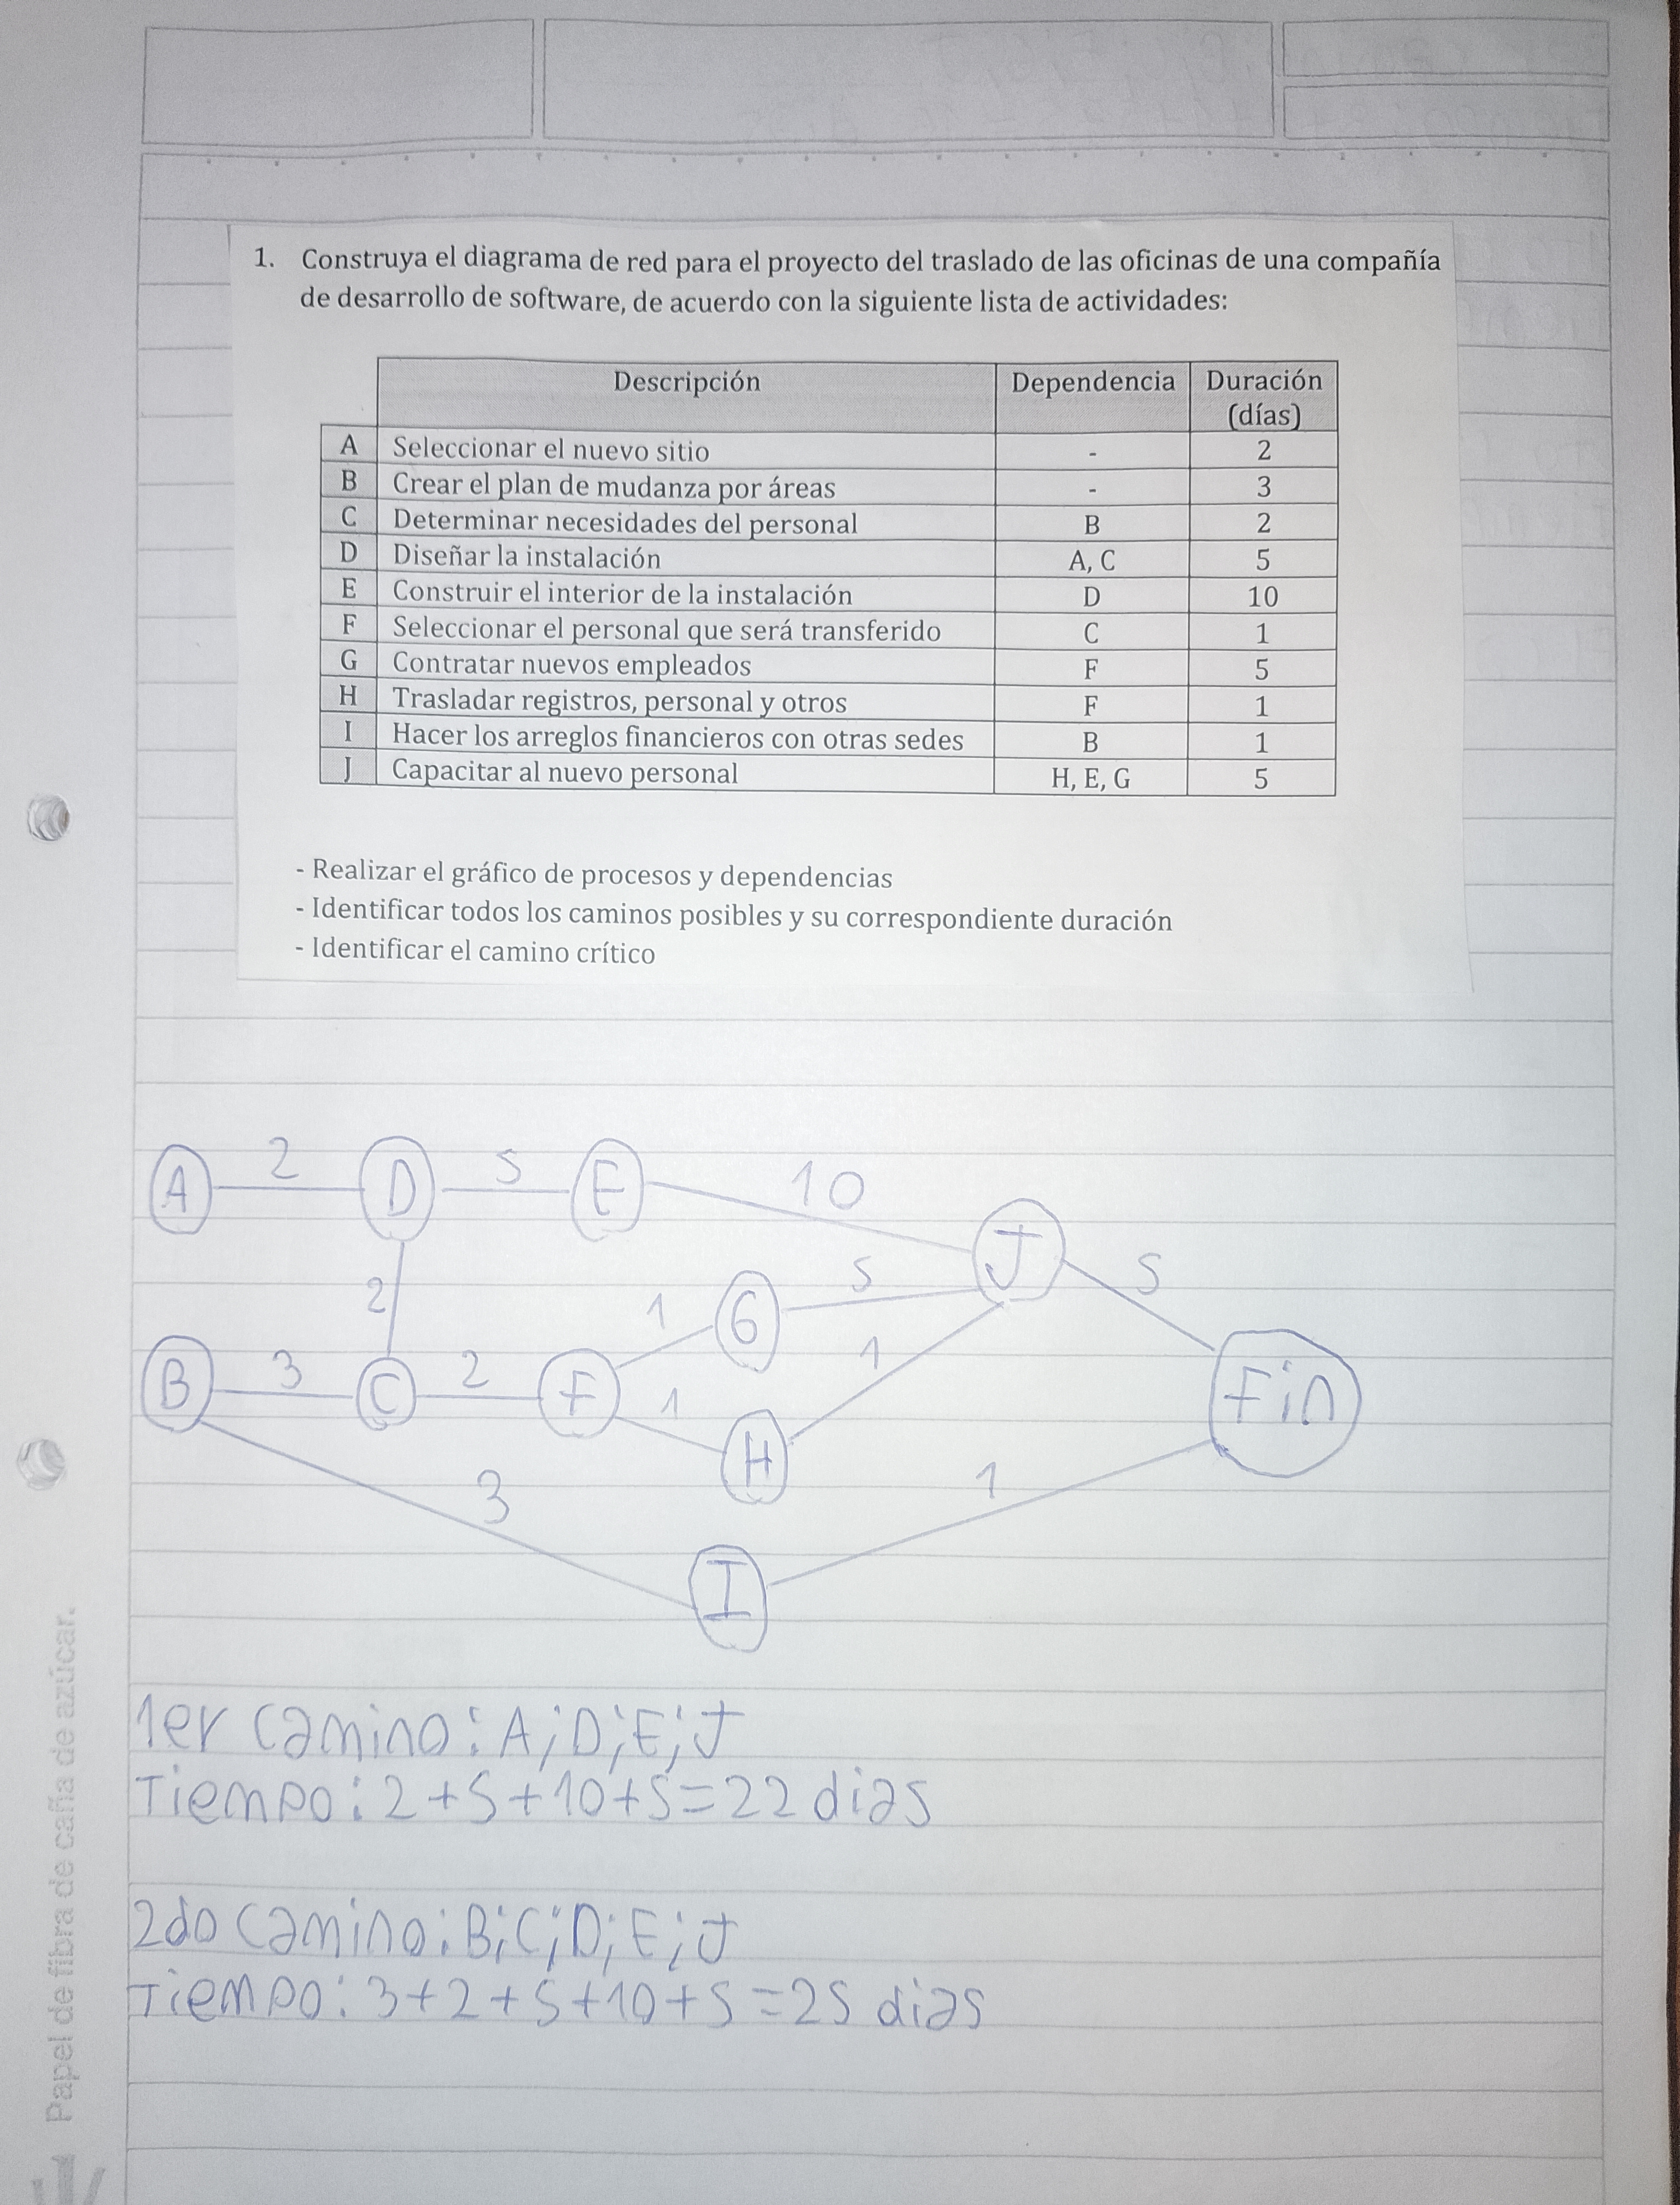 1. Construya el diagrama de red para el proyecto del traslado de las oficinas de una compañía
de desarrollo de software, de acuerdo con la siguiente lista de actividades:
Descripción Dependencia Duración
(días)
A Seleccionar el nuevo sitio - 2
B Crear el plan de mudanza por áreas - 3
C Determinar necesidades del personal B 2
D Diseñar la instalación A, C 5
E Construir el interior de la instalación D 10
F Seleccionar el personal que será transferido C 1
G Contratar nuevos empleados F 5
H Trasladar registros, personal y otros F 1
I Hacer los arreglos financieros con otras sedes B 1
J Capacitar al nuevo personal H, E, G 5
- Realizar el gráfico de procesos y dependencias
- Identificar todos los caminos posibles y su correspondiente duración
- Identificar el camino crítico
A 2 D 5 E 10 J 5
2 1 G 5
B 3 C 2 F 1 H 1 Fin
3 I 1
1er camino: A; D; E; J
Tiempo: 2+5+10+5=22 dias
2do camino: B; C; D; E; J
Tiempo: 3+2+5+10+5=25 dias
Papel de fibra de caña de azúcar.